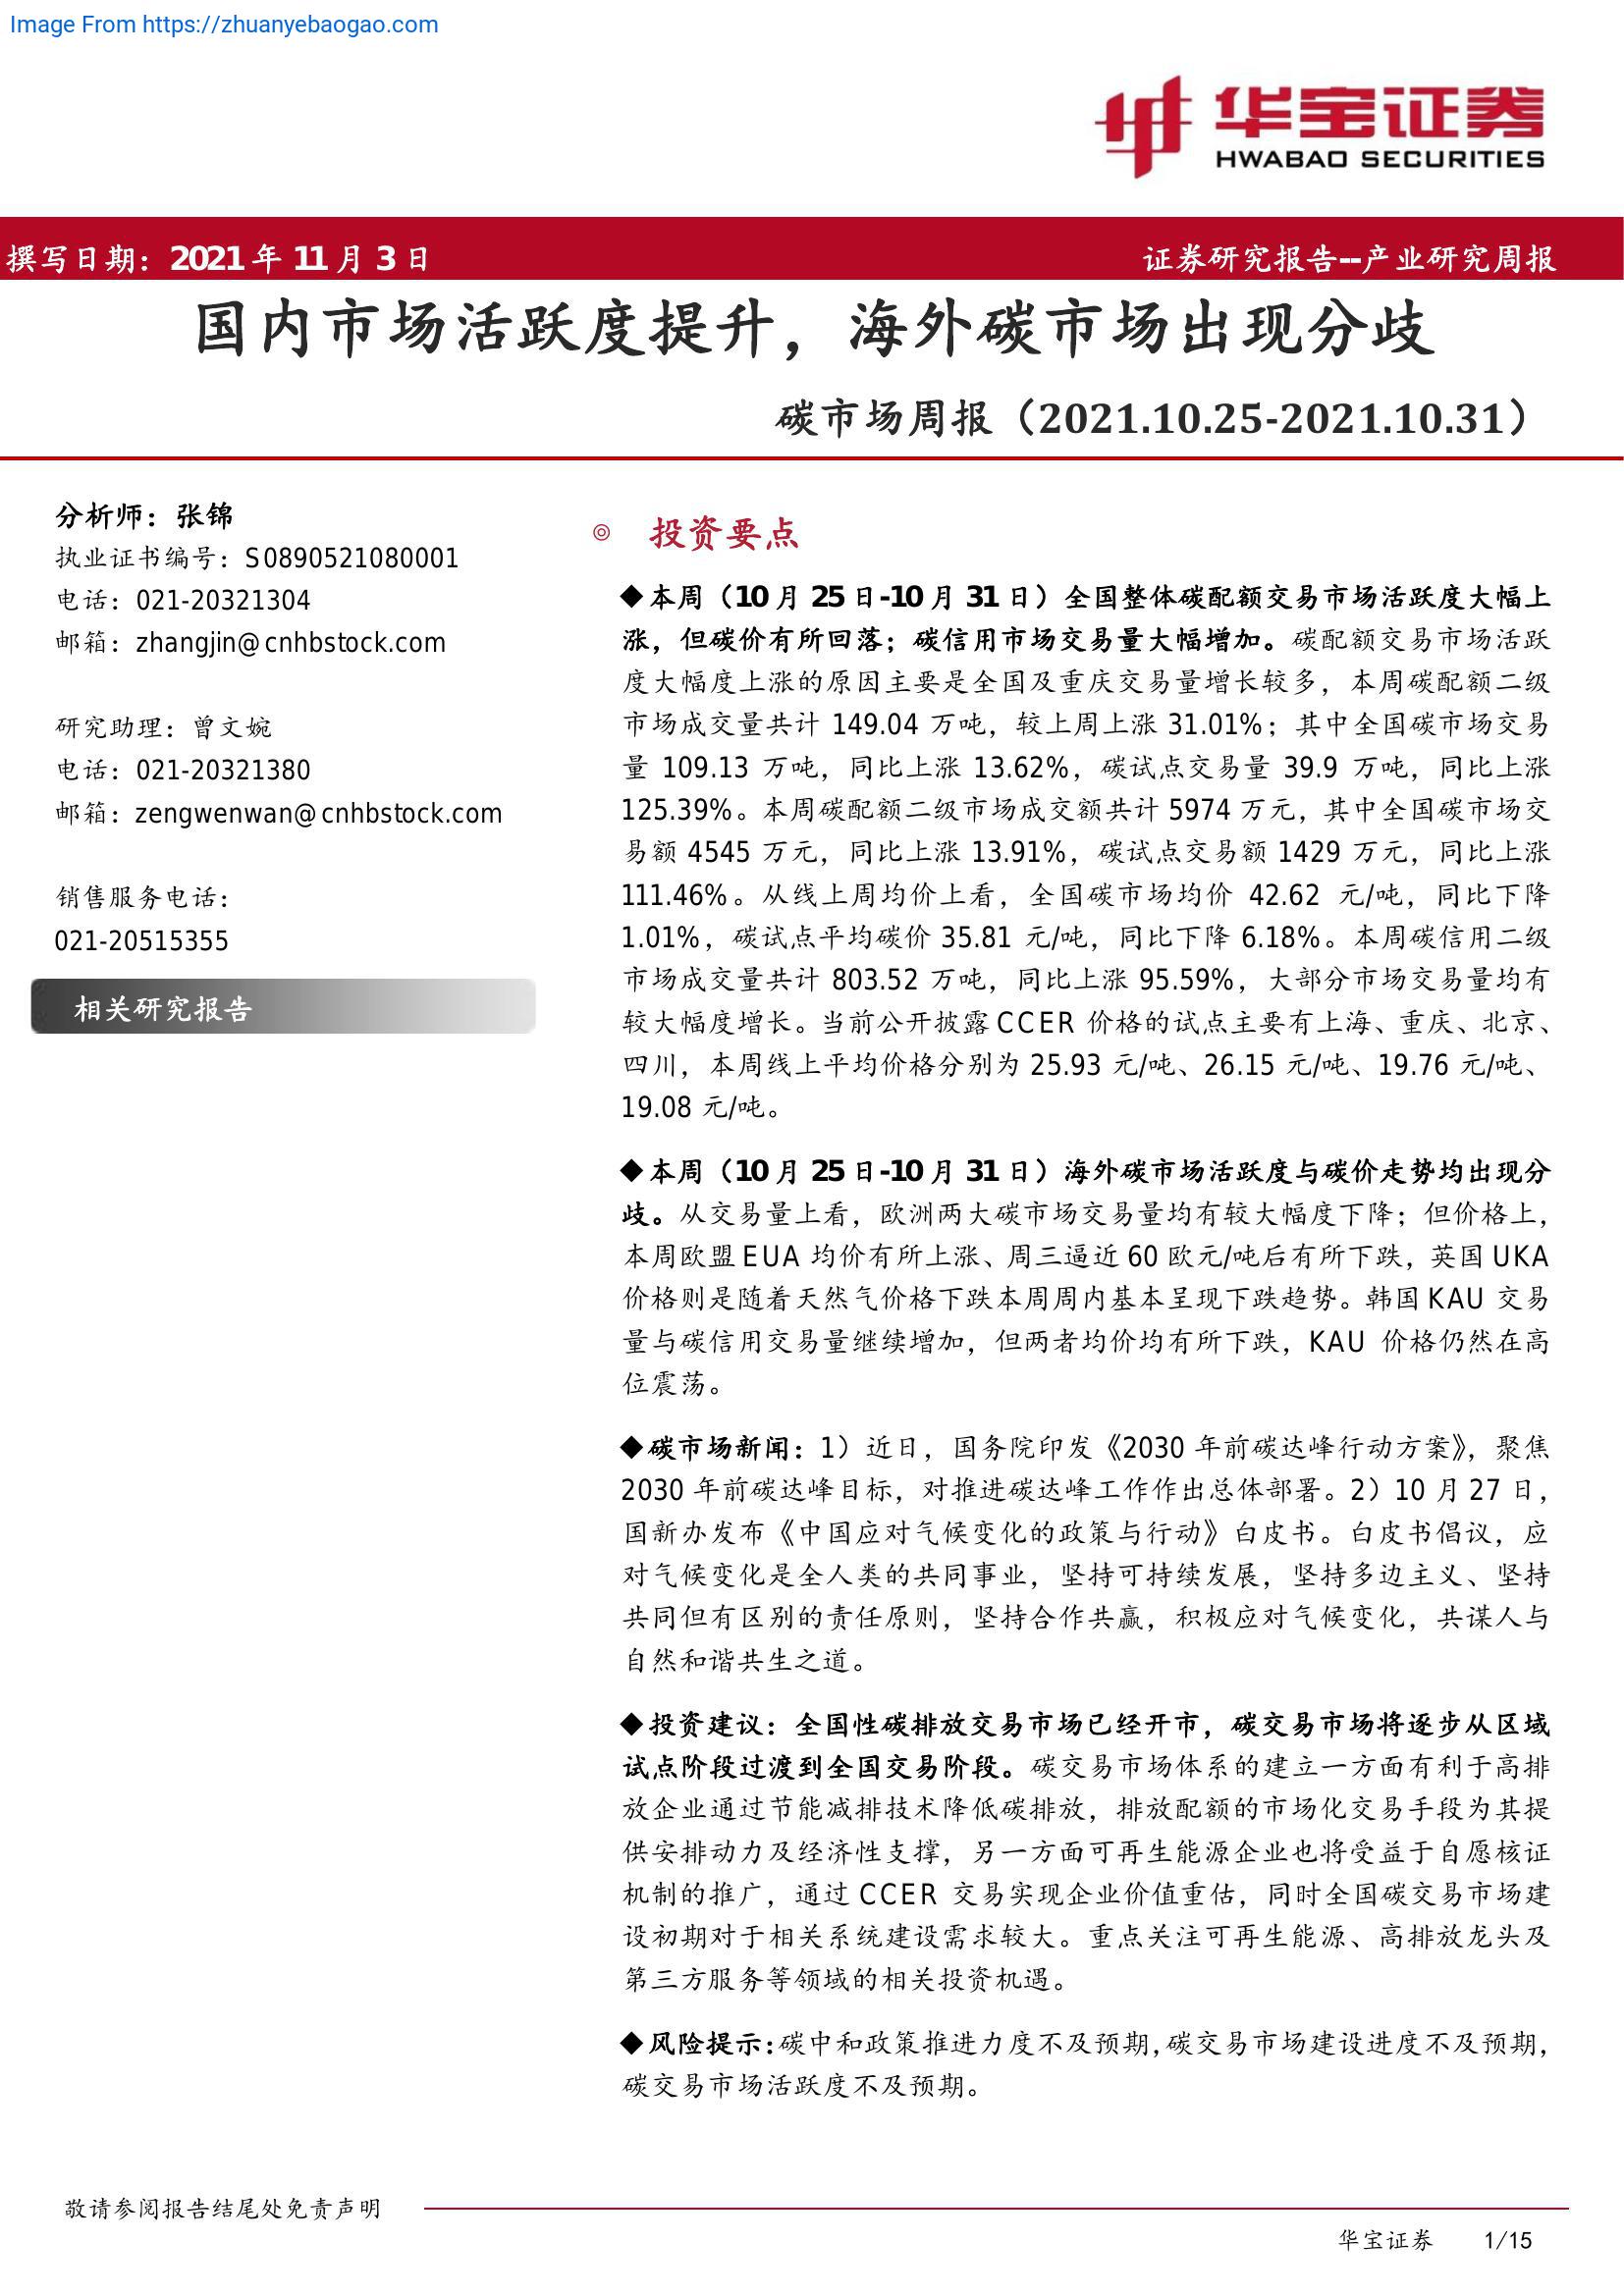 Image From https://zhuanyebaogao.com
华宝证券
HWABAO SECURITIES
撰写日期：2021 年 11 月 3 日
证券研究报告--产业研究周报
国内市场活跃度提升，海外碳市场出现分歧
碳市场周报（2021.10.25-2021.10.31）
分析师：张锦
执业证书编号：S0890521080001
电话：021-20321304
邮箱：zhangjin@cnhbstock.com
研究助理：曾文婉
电话：021-20321380
邮箱：zengwenwan@cnhbstock.com
销售服务电话：
021-20515355
相关研究报告
◎ 投资要点
◆本周（10 月 25 日-10 月 31 日）全国整体碳配额交易市场活跃度大幅上
涨，但碳价有所回落；碳信用市场交易量大幅增加。碳配额交易市场活跃
度大幅度上涨的原因主要是全国及重庆交易量增长较多，本周碳配额二级
市场成交量共计 149.04 万吨，较上周上涨 31.01%；其中全国碳市场交易
量 109.13 万吨，同比上涨 13.62%，碳试点交易量 39.9 万吨，同比上涨
125.39%。本周碳配额二级市场成交额共计 5974 万元，其中全国碳市场交
易额 4545 万元，同比上涨 13.91%，碳试点交易额 1429 万元，同比上涨
111.46%。从线上周均价上看，全国碳市场均价 42.62 元/吨，同比下降
1.01%，碳试点平均碳价 35.81 元/吨，同比下降 6.18%。本周碳信用二级
市场成交量共计 803.52 万吨，同比上涨 95.59%，大部分市场交易量均有
较大幅度增长。当前公开披露 CCER 价格的试点主要有上海、重庆、北京、
四川，本周线上平均价格分别为 25.93 元/吨、26.15 元/吨、19.76 元/吨、
19.08 元/吨。
◆本周（10 月 25 日-10 月 31 日）海外碳市场活跃度与碳价走势均出现分
歧。从交易量上看，欧洲两大碳市场交易量均有较大幅度下降；但价格上，
本周欧盟 EUA 均价有所上涨、周三逼近 60 欧元/吨后有所下跌，英国 UKA
价格则是随着天然气价格下跌本周周内基本呈现下跌趋势。韩国 KAU 交易
量与碳信用交易量继续增加，但两者均价均有所下跌，KAU 价格仍然在高
位震荡。
◆碳市场新闻：1）近日，国务院印发《2030 年前碳达峰行动方案》，聚焦
2030 年前碳达峰目标，对推进碳达峰工作作出总体部署。2）10 月 27 日，
国新办发布《中国应对气候变化的政策与行动》白皮书。白皮书倡议，应
对气候变化是全人类的共同事业，坚持可持续发展，坚持多边主义、坚持
共同但有区别的责任原则，坚持合作共赢，积极应对气候变化，共谋人与
自然和谐共生之道。
◆投资建议：全国性碳排放交易市场已经开市，碳交易市场将逐步从区域
试点阶段过渡到全国交易阶段。碳交易市场体系的建立一方面有利于高排
放企业通过节能减排技术降低碳排放，排放配额的市场化交易手段为其提
供安排动力及经济性支撑，另一方面可再生能源企业也将受益于自愿核证
机制的推广，通过 CCER 交易实现企业价值重估，同时全国碳交易市场建
设初期对于相关系统建设需求较大。重点关注可再生能源、高排放龙头及
第三方服务等领域的相关投资机遇。
◆风险提示：碳中和政策推进力度不及预期，碳交易市场建设进度不及预期，
碳交易市场活跃度不及预期。
敬请参阅报告结尾处免责声明
华宝证券 1/15